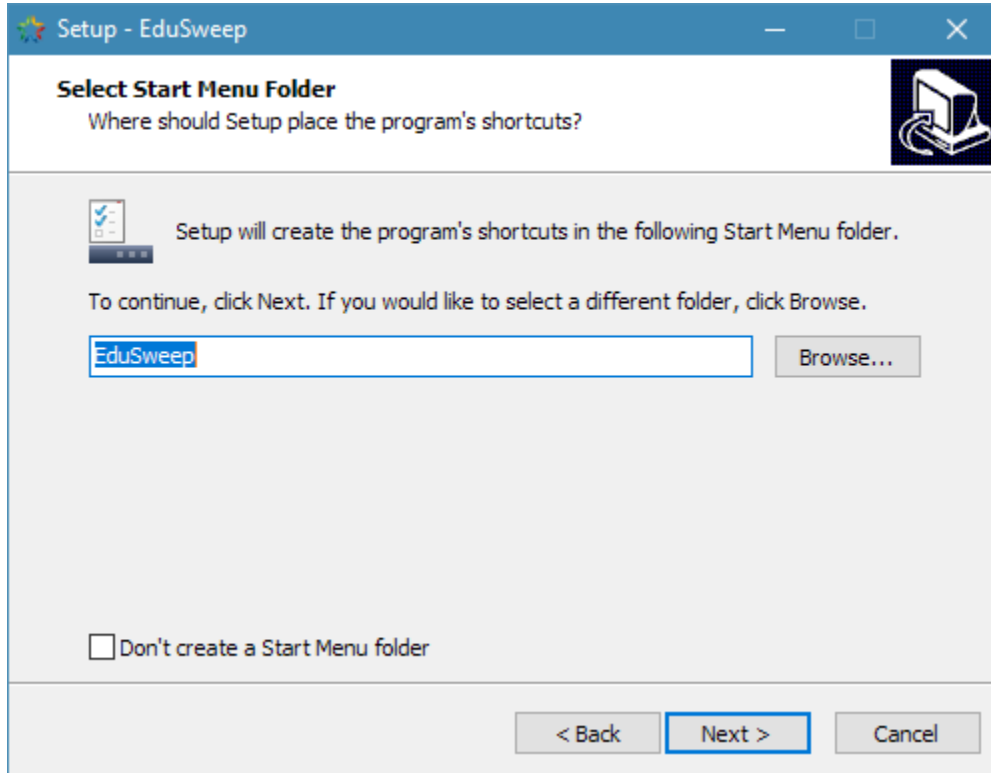 Setup - EduSweep
Select Start Menu Folder
Where should Setup place the program's shortcuts?
Setup will create the program's shortcuts in the following Start Menu folder.
To continue, click Next. If you would like to select a different folder, click Browse.
EduSweep
Browse...
Don't create a Start Menu folder
< Back
Next >
Cancel